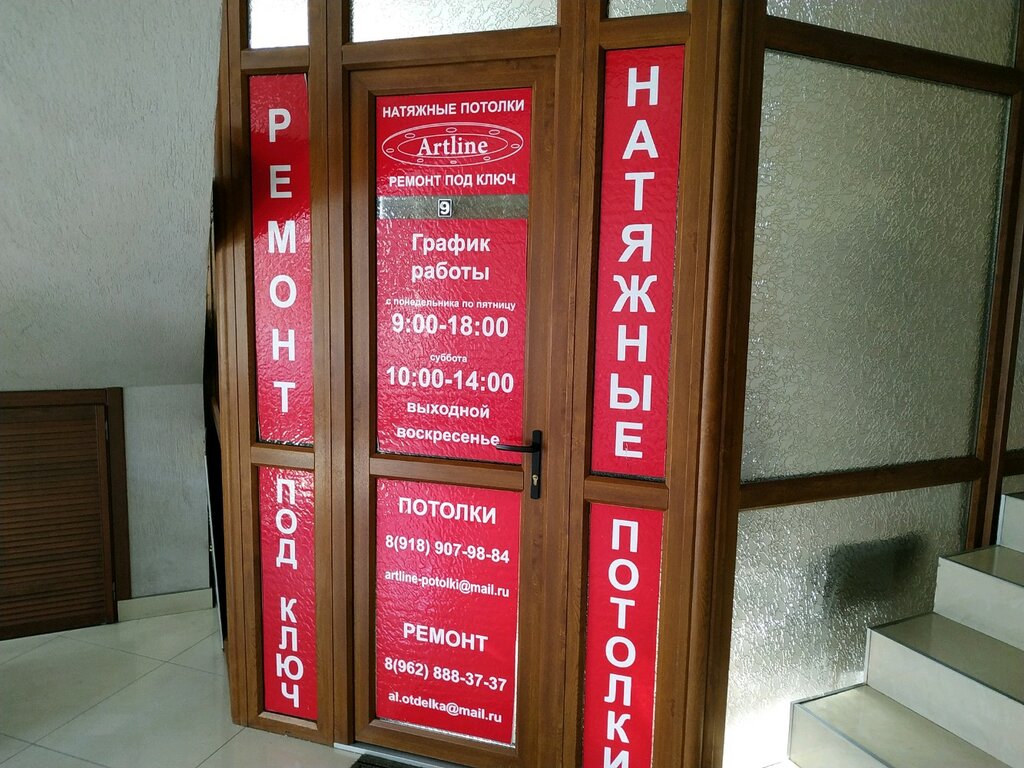 РЕМОНТ
ПОД КЛЮЧ
НАТЯЖНЫЕ ПОТОЛКИ
Artline
РЕМОНТ ПОД КЛЮЧ
9
График
работы
с понедельника по пятницу
9:00-18:00
суббота
10:00-14:00
выходной
воскресенье
ПОТОЛКИ
8(918) 907-98-84
artline-potolki@mail.ru
РЕМОНТ
8(962) 888-37-37
al.otdelka@mail.ru
НАТЯЖНЫЕ
ПОТОЛКИ